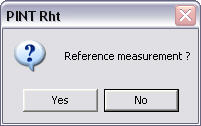 PINT Rht
Reference measurement ?
Yes
No